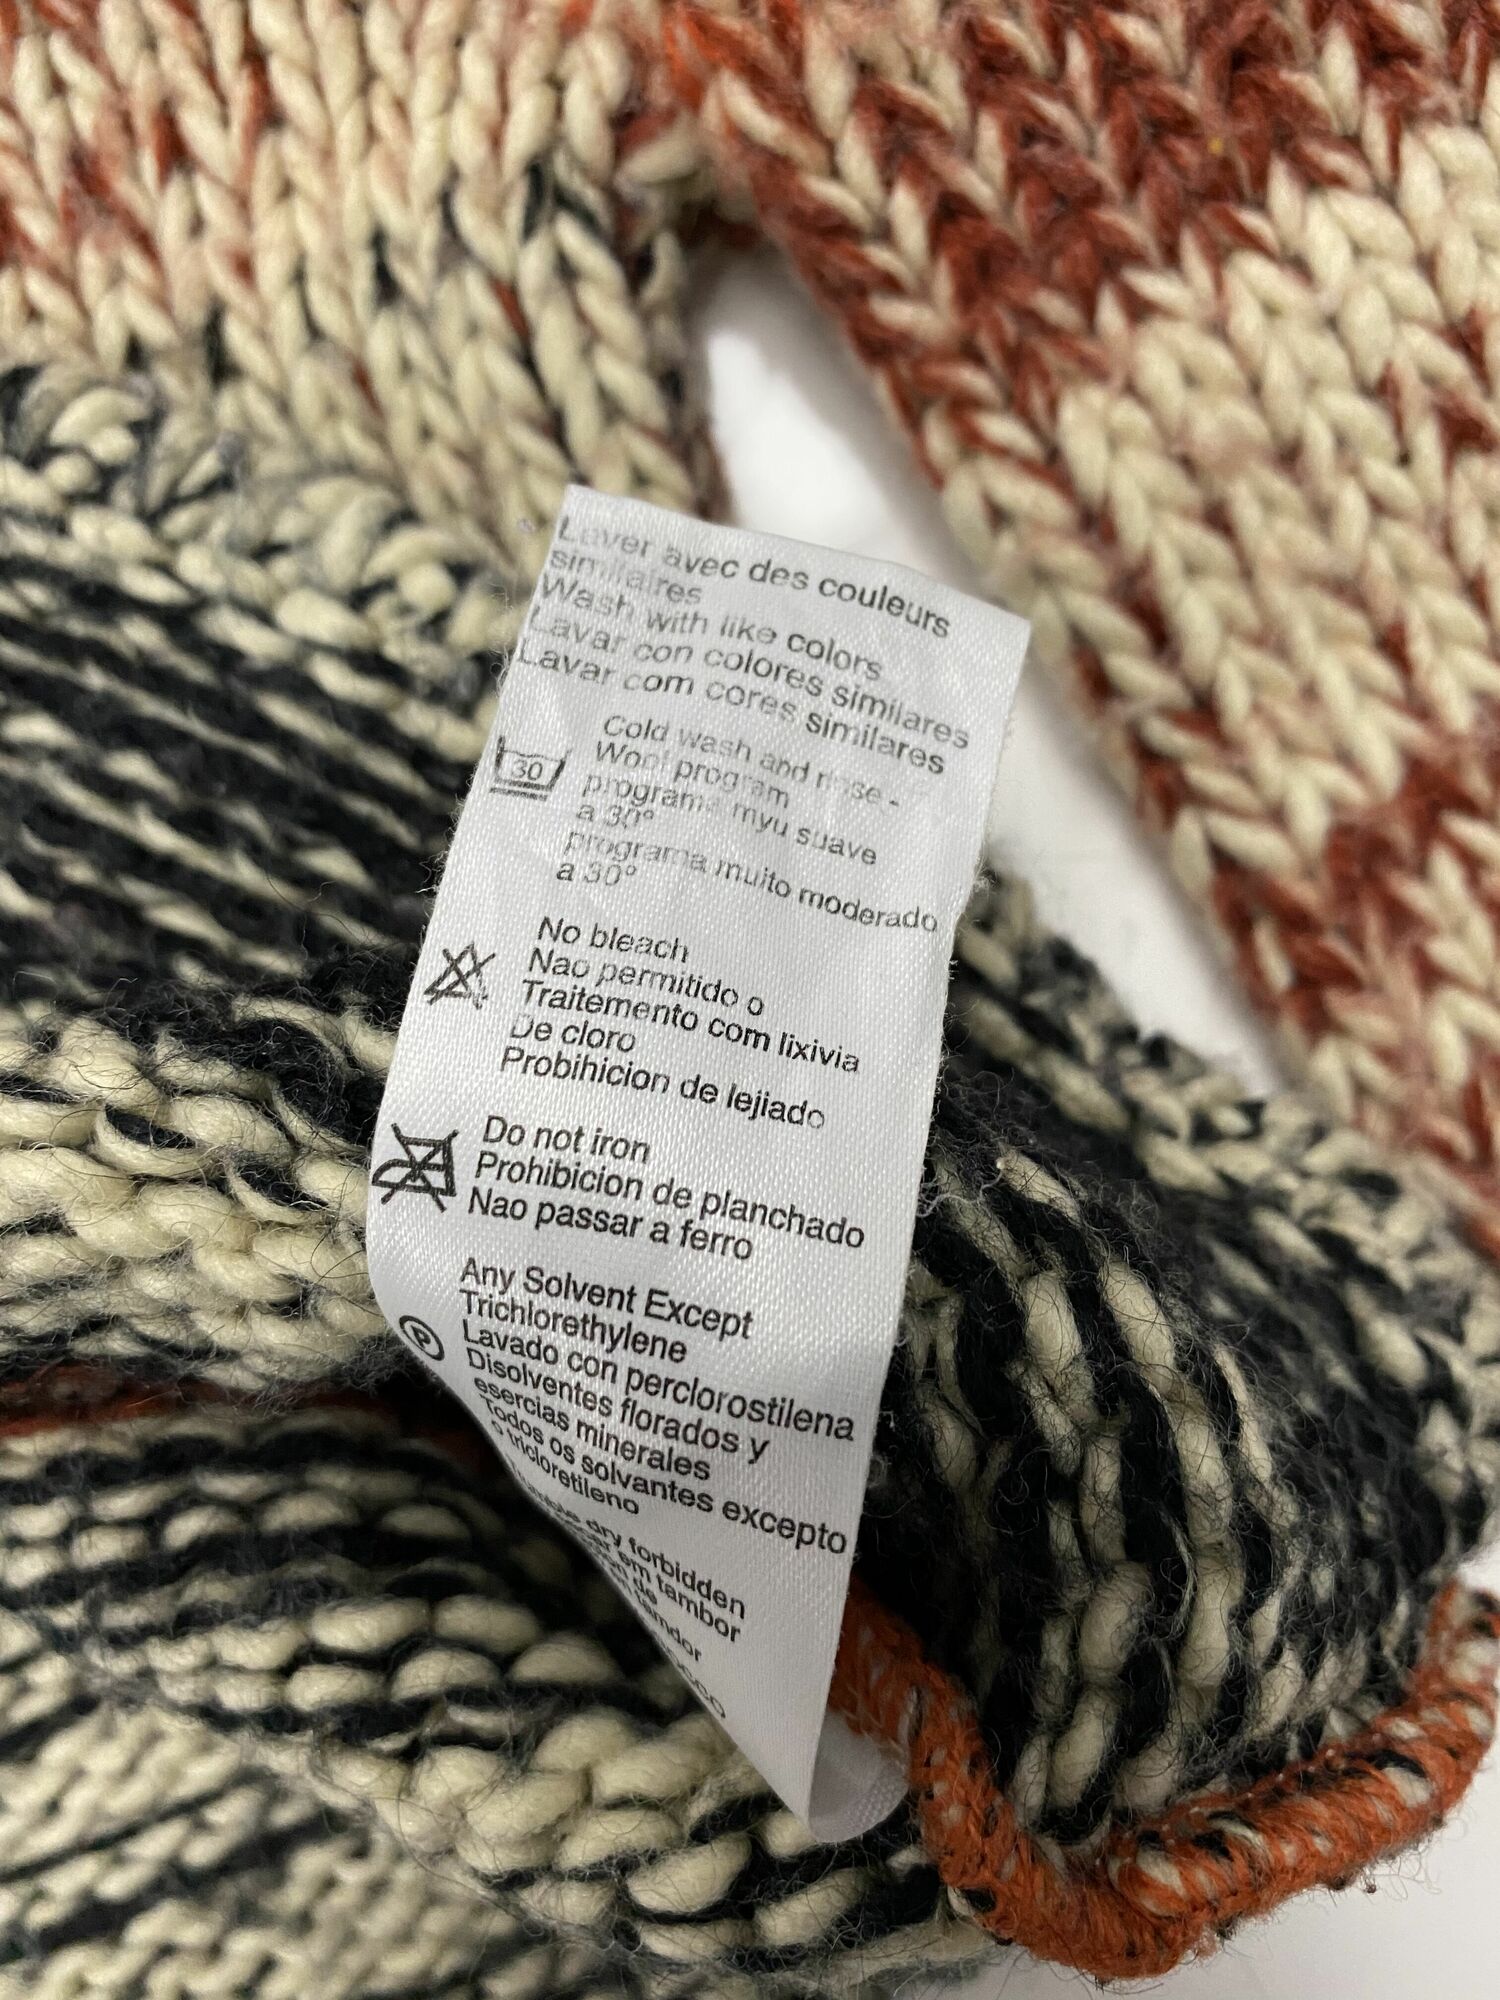 Laver avec des couleurs
similaires
Wash with like colors
Lavar con colores similares
Lavar com cores similares
30
Cold wash and rinse -
Wool program
programa myu suave
a 30°
programa muito moderado
a 30°
No bleach
Nao permitido o
Traitemento com lixivia
De cloro
Probihicion de lejiado
Do not iron
Prohibicion de planchado
Nao passar a ferro
P
Any Solvent Except
Trichlorethylene
Lavado con perclorostilena
Disolventes florados y
esercias minerales
Todos os solvantes excepto
o tricloretileno
dry forbidden
em tambor
de